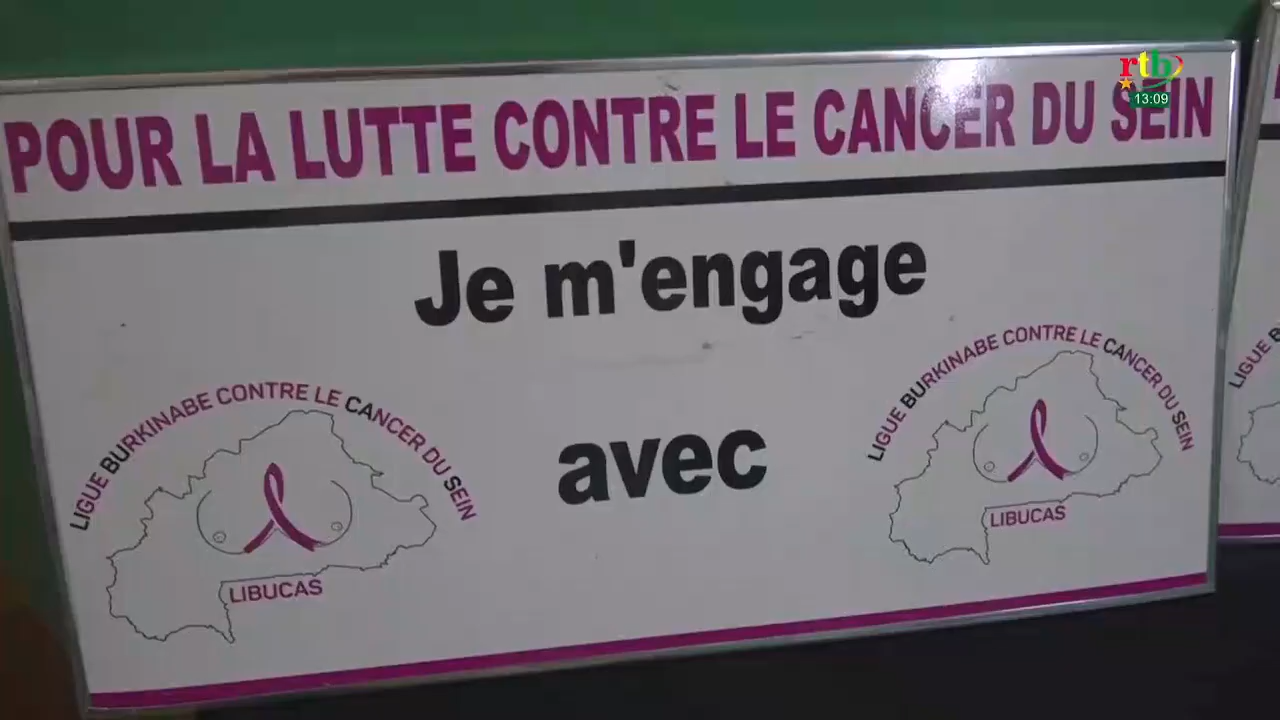 rtb
13:09
POUR LA LUTTE CONTRE LE CANCER DU SEIN
Je m'engage
avec
LIGUE BURKINABE CONTRE LE CANCER DU SEIN
LIBUCAS
LIGUE BURKINABE CONTRE LE CANCER DU SEIN
LIBUCAS
LIGUE B